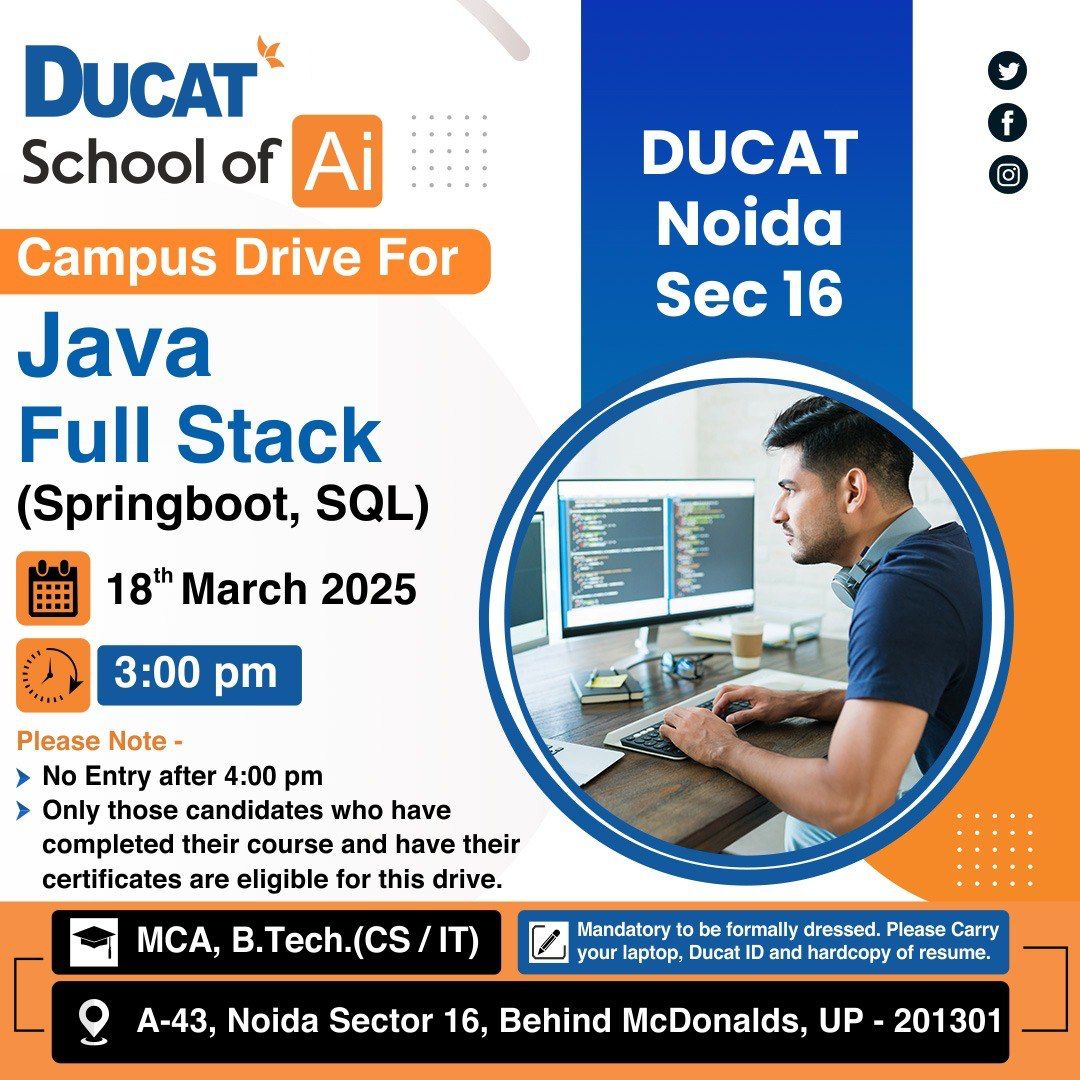 DUCAT
School of Ai
Campus Drive For
Java
Full Stack
(Springboot, SQL)
18th March 2025
3:00 pm
Please Note -
No Entry after 4:00 pm
Only those candidates who have
completed their course and have their
certificates are eligible for this drive.
DUCAT
Noida
Sec 16
MCA, B.Tech.(CS / IT)
Mandatory to be formally dressed. Please Carry
your laptop, Ducat ID and hardcopy of resume.
A-43, Noida Sector 16, Behind McDonalds, UP - 201301